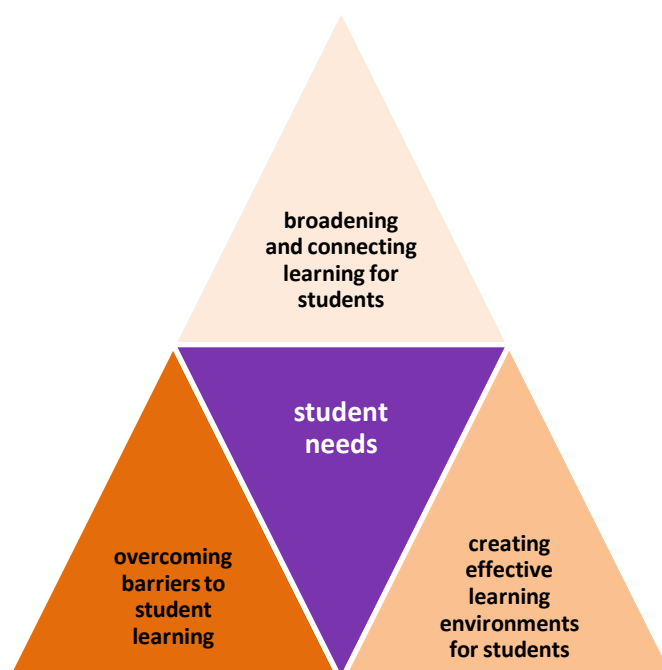 broadening
and connecting
learning for
students
student
needs
overcoming
barriers to
student
learning
creating
effective
learning
environments
for students